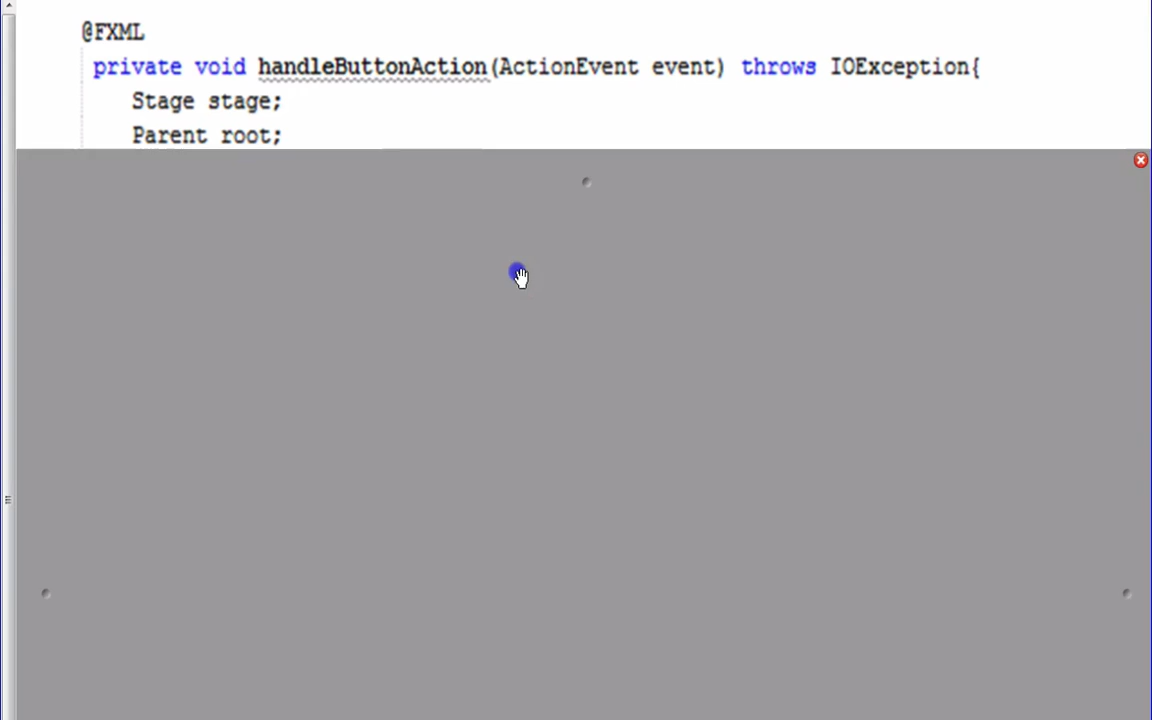 @FXML
private void handleButtonAction(ActionEvent event) throws IOException{
Stage stage;
Parent root;